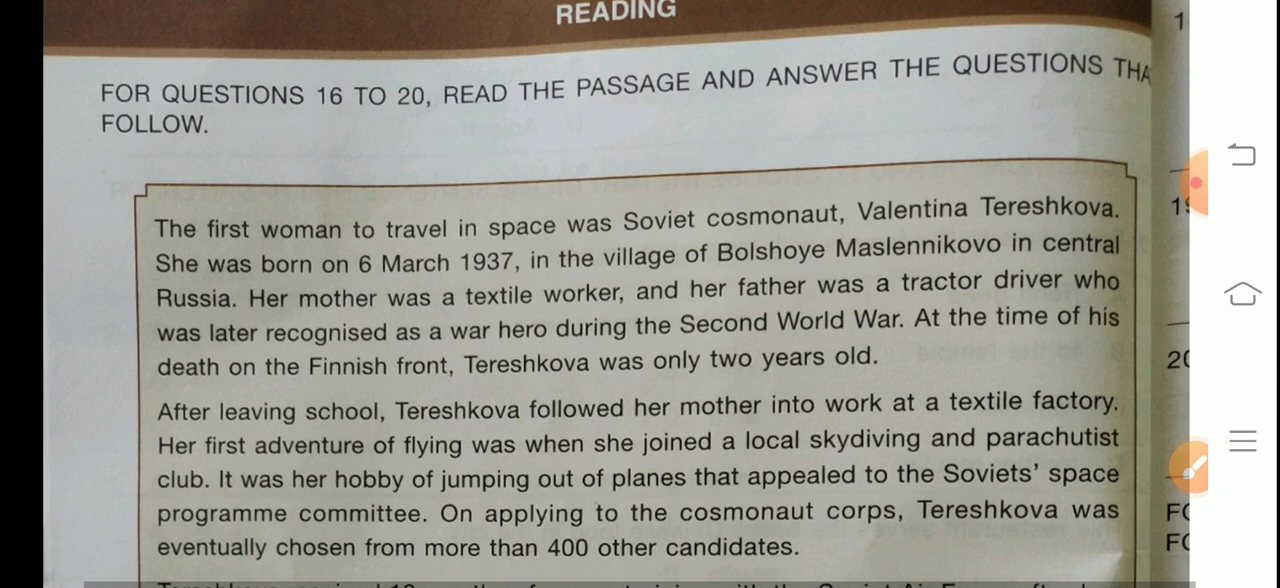 READING
FOR QUESTIONS 16 TO 20, READ THE PASSAGE AND ANSWER THE QUESTIONS THA
FOLLOW.
The first woman to travel in space was Soviet cosmonaut, Valentina Tereshkova.
She was born on 6 March 1937, in the village of Bolshoye Maslennikovo in central
Russia. Her mother was a textile worker, and her father was a tractor driver who
was later recognised as a war hero during the Second World War. At the time of his
death on the Finnish front, Tereshkova was only two years old.
After leaving school, Tereshkova followed her mother into work at a textile factory.
Her first adventure of flying was when she joined a local skydiving and parachutist
club. It was her hobby of jumping out of planes that appealed to the Soviets' space
programme committee. On applying to the cosmonaut corps, Tereshkova was
eventually chosen from more than 400 other candidates.
1
19
20
FO
FO